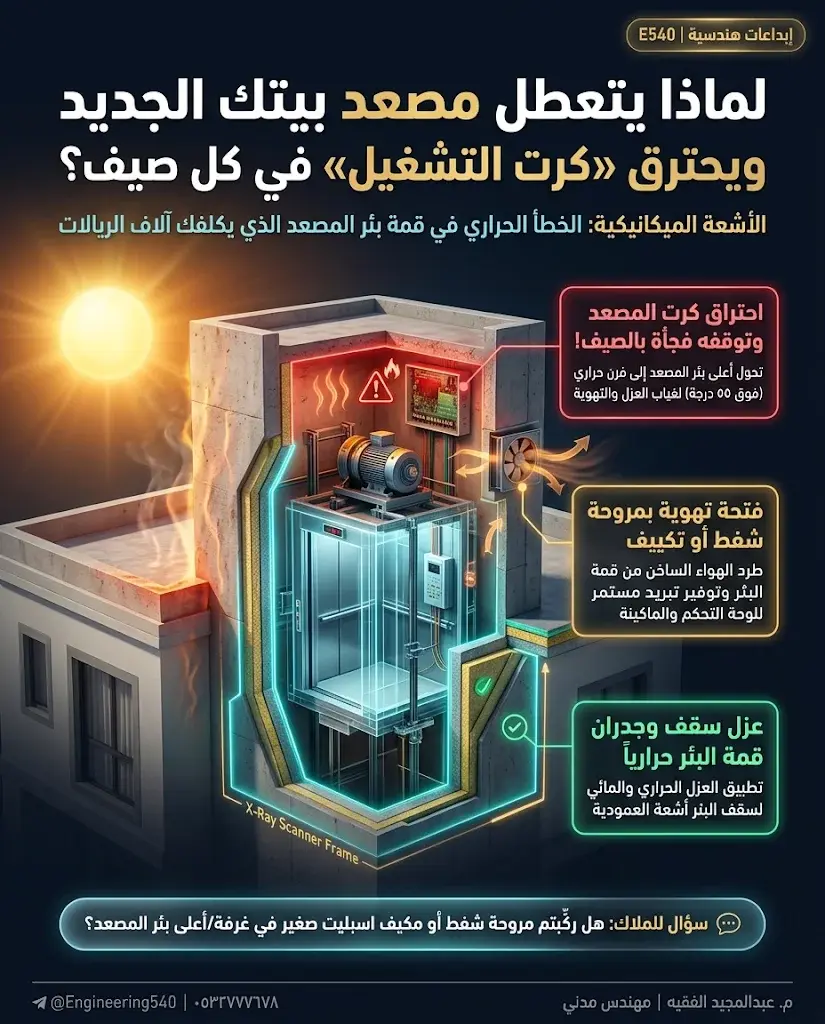 إبداعات هندسية | E540
لماذا يتعطل مصعد بيتك الجديد
ويحترق «كرت التشغيل» في كل صيف؟
الأشعة الميكانيكية: الخطأ الحراري في قمة بئر المصعد الذي يكلفك آلاف الريالات
احتراق كرت المصعد
وتوقفه فجأة بالصيف!
تحول أعلى بئر المصعد إلى فرن حراري
(فوق ٥٥ درجة) لغياب العزل والتهوية
فتحة تهوية بمروحة
شفط أو تكييف
طرد الهواء الساخن من قمة
البئر وتوفير تبريد مستمر
للوحة التحكم والماكينة
عزل سقف وجدران
قمة البئر حرارياً
تطبيق العزل الحراري والمائي
لسقف البئر أشعة العمودية
X-Ray Scanner Frame
سؤال للملاك: هل ركّبتم مروحة شفط أو مكيف اسبليت صغير في غرفة/أعلى بئر المصعد؟
م. عبدالمجيد الفقيه | مهندس مدني
@Engineering540 | ٠٥٣٢٧٧٧٦٧٨